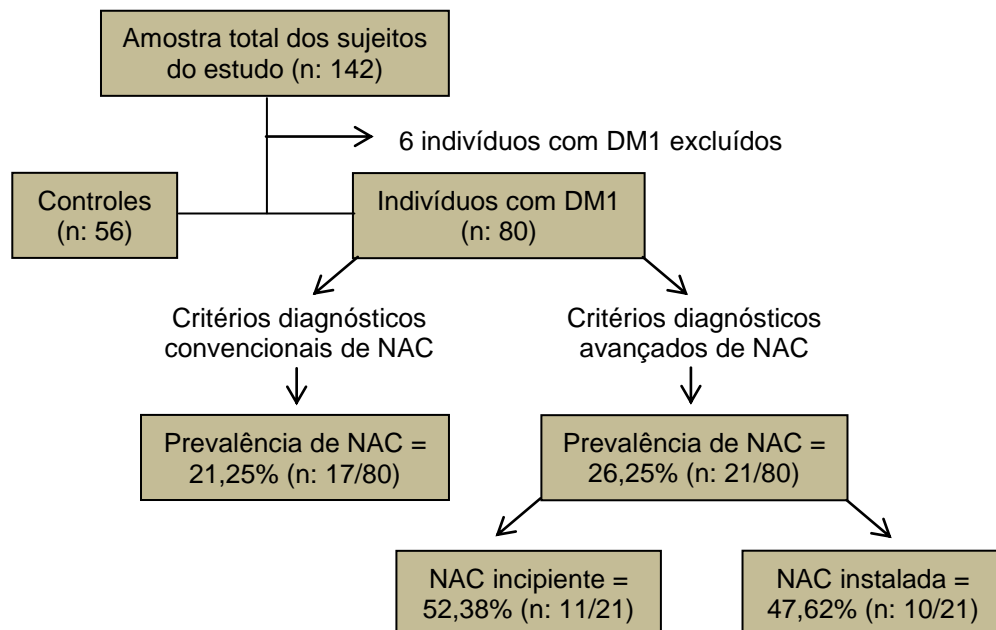 Amostra total dos sujeitos
do estudo (n: 142)
6 indivíduos com DM1 excluídos
Controles
(n: 56)
Indivíduos com DM1
(n: 80)
Critérios diagnósticos
convencionais de NAC
Critérios diagnósticos
avançados de NAC
Prevalência de NAC =
21,25% (n: 17/80)
Prevalência de NAC =
26,25% (n: 21/80)
NAC incipiente =
52,38% (n: 11/21)
NAC instalada =
47,62% (n: 10/21)